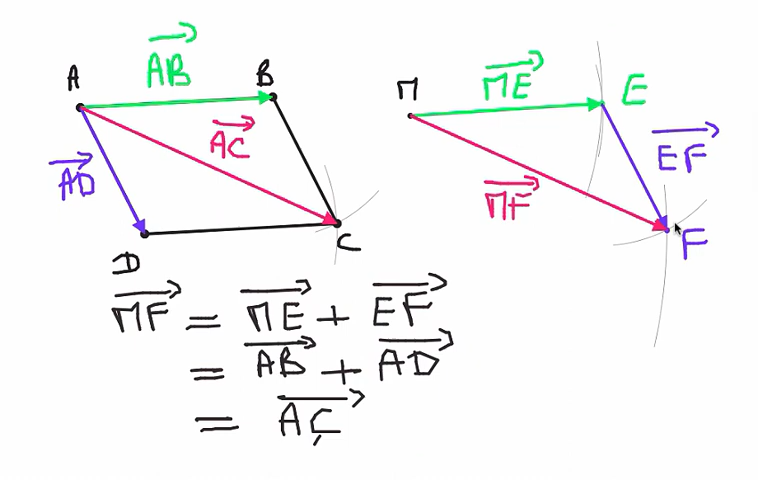 A
AB
B
AC
AD
D
C
M
ME
E
EF
MF
F
MF = ME + EF
= AB + AD
= AC